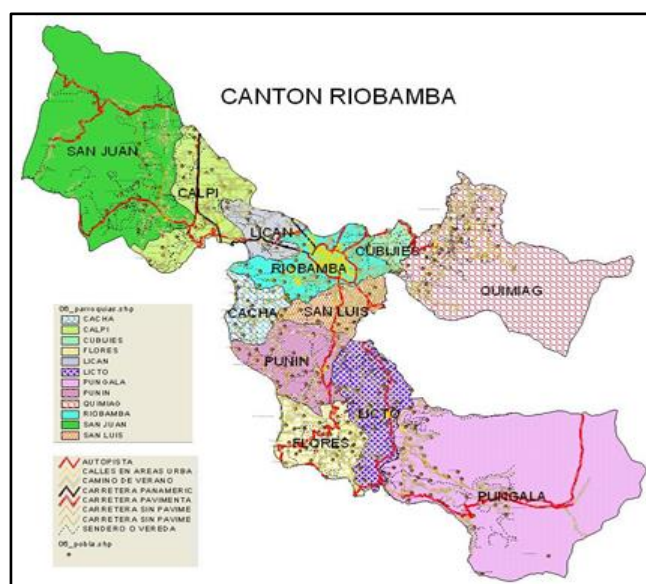 CANTON RIOBAMBA
SAN JUAN
CALPI
LICAN
CUBIJIES
RIOBAMBA
QUIMIAG
CACHA
SAN LUIS
PUNIN
LICTO
FLORES
PUNGALA
06_parroquias.shp
CACHA
CALPI
CUBIJIES
FLORES
LICAN
LICTO
PUNGALA
PUNIN
QUIMIAG
RIOBAMBA
SAN JUAN
SAN LUIS
AUTOPISTA
CALLES EN AREAS URBA
CAMINO DE VERANO
CARRETERA PANAMERIC
CARRETERA PAVIMENTA
CARRETERA SIN PAVIME
CARRETERA SIN PAVIME
SENDERO O VEREDA
06_pobla.shp